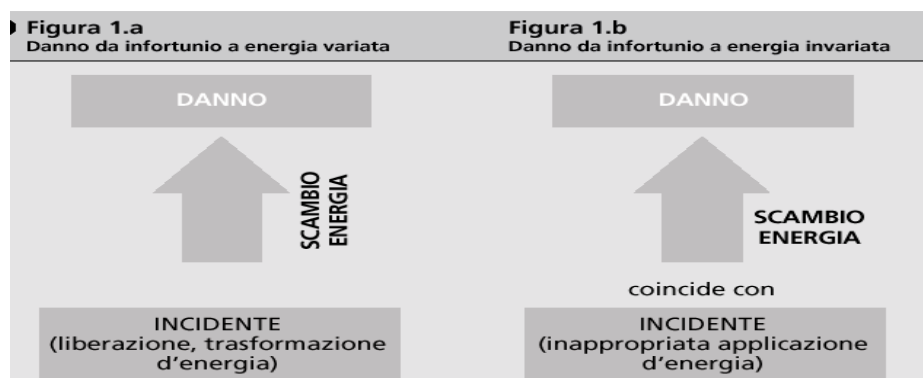 Figura 1.a
Danno da infortunio a energia variata
DANNO
SCAMBIO
ENERGIA
INCIDENTE
(liberazione, trasformazione
d'energia)
Figura 1.b
Danno da infortunio a energia invariata
DANNO
SCAMBIO
ENERGIA
coincide con
INCIDENTE
(inappropriata applicazione
d'energia)